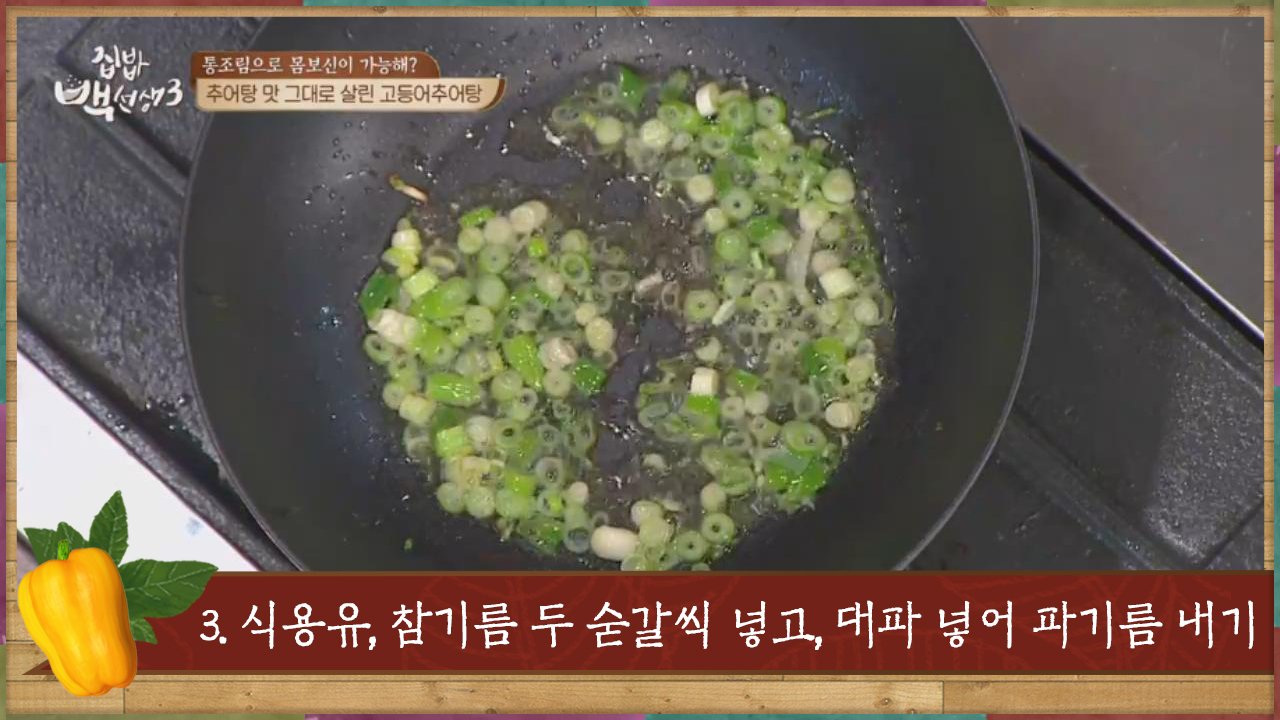 집밥
백선생3
통조림으로 몸보신이 가능해?
추어탕 맛 그대로 살린 고등어추어탕
3. 식용유, 참기름 두 숟갈씩 넣고, 대파 넣어 파기름 내기